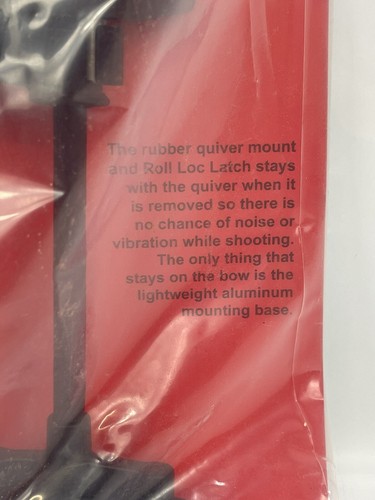 The rubber quiver mount
and Roll Loc Latch stays
with the quiver when it
is removed so there is
no chance of noise or
vibration while shooting.
The only thing that
stays on the bow is the
lightweight aluminum
mounting base.